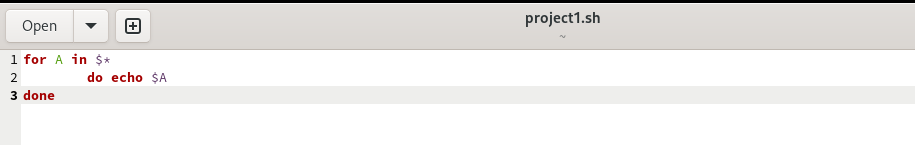 Open
project1.sh
~
1 for A in $*
2         do echo $A
3 done